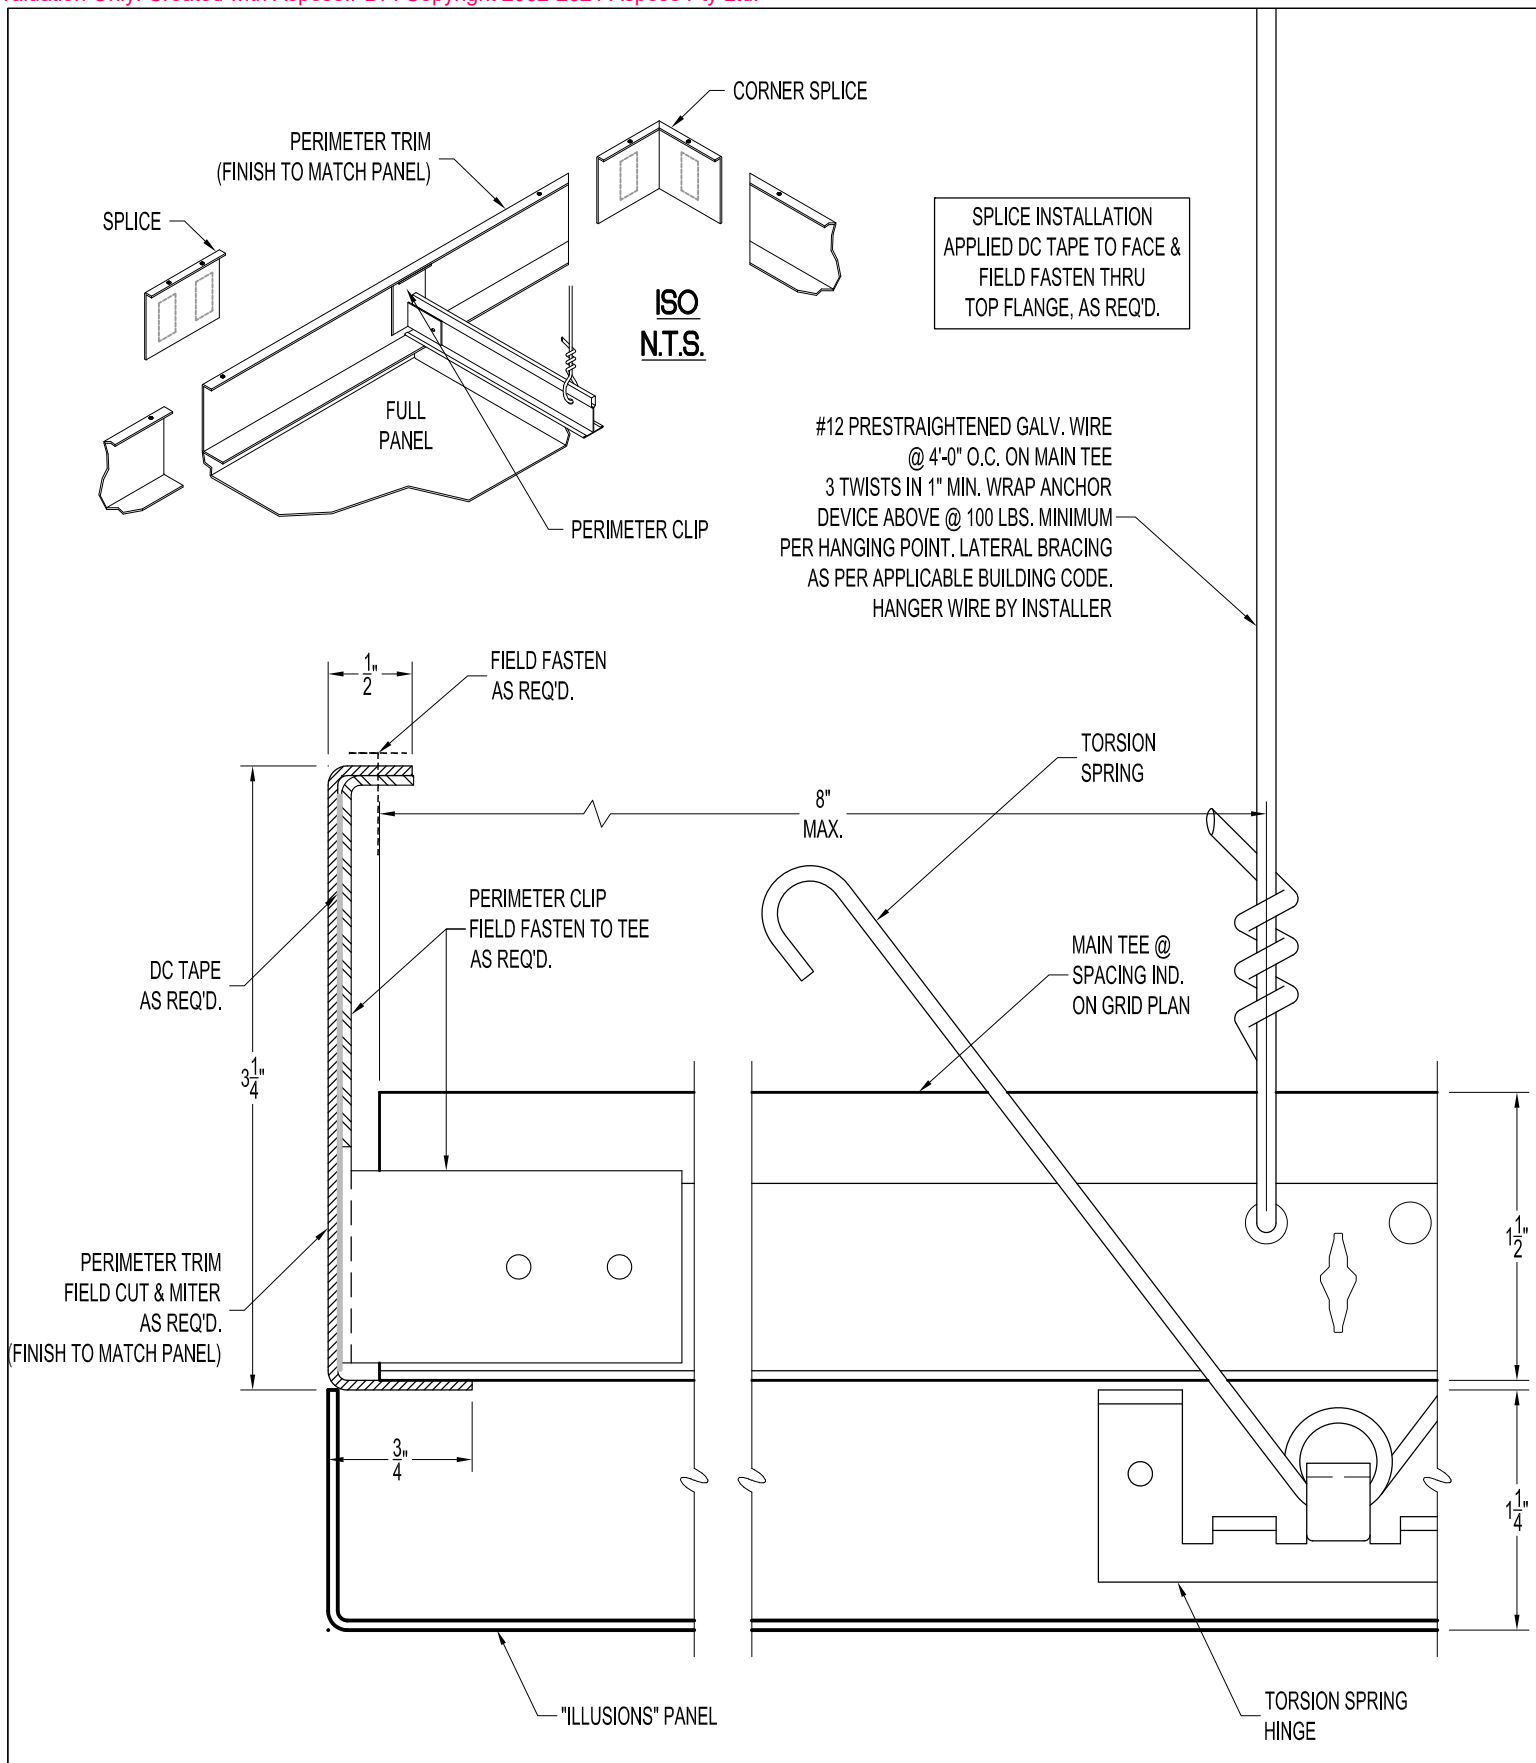 CORNER SPLICE
PERIMETER TRIM
(FINISH TO MATCH PANEL)
SPLICE
SPLICE INSTALLATION
APPLIED DC TAPE TO FACE &
FIELD FASTEN THRU
TOP FLANGE, AS REQ'D.
ISO
N.T.S.
FULL
PANEL
PERIMETER CLIP
#12 PRESTRAIGHTENED GALV. WIRE
@ 4'-0" O.C. ON MAIN TEE
3 TWISTS IN 1" MIN. WRAP ANCHOR
DEVICE ABOVE @ 100 LBS. MINIMUM
PER HANGING POINT. LATERAL BRACING
AS PER APPLICABLE BUILDING CODE.
HANGER WIRE BY INSTALLER
1/2"
FIELD FASTEN
AS REQ'D.
TORSION
SPRING
8"
MAX.
PERIMETER CLIP
FIELD FASTEN TO TEE
AS REQ'D.
MAIN TEE @
SPACING IND.
ON GRID PLAN
DC TAPE
AS REQ'D.
3 1/4"
1 1/2"
PERIMETER TRIM
FIELD CUT & MITER
AS REQ'D.
(FINISH TO MATCH PANEL)
3/4"
1 1/4"
"ILLUSIONS" PANEL
TORSION SPRING
HINGE